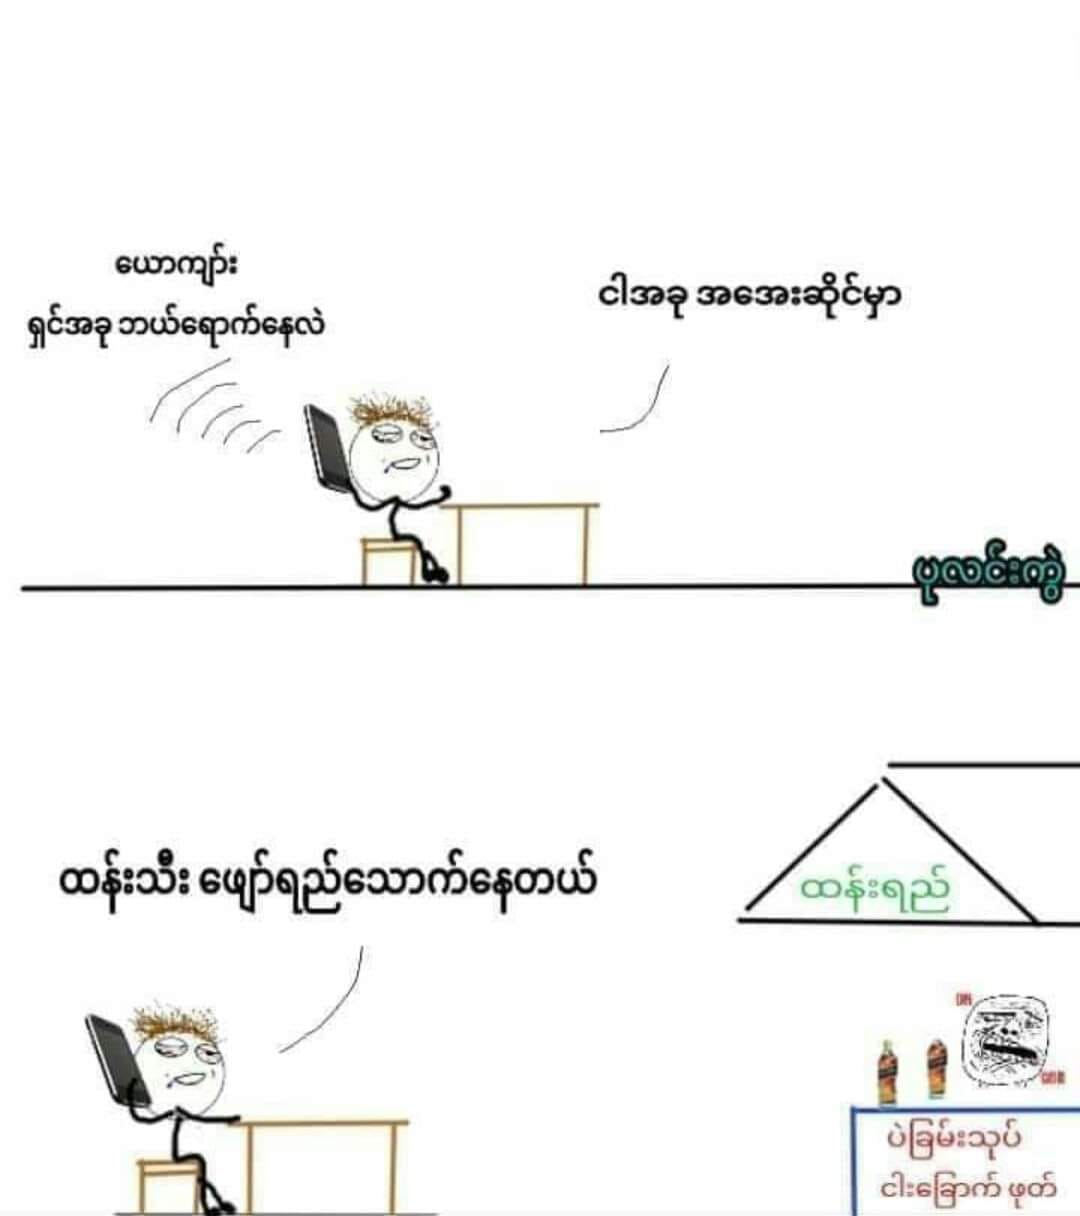 ယောကျာ်း
ရှင်အခု ဘယ်ရောက်နေလဲ
ငါအခု အအေးဆိုင်မှာ
ပုလင်းကွဲ
ထန်းသီး ဖျော်ရည်သောက်နေတယ်
ထန်းရည်
ပဲခြမ်းသုပ်
ငါးခြောက် ဖုတ်